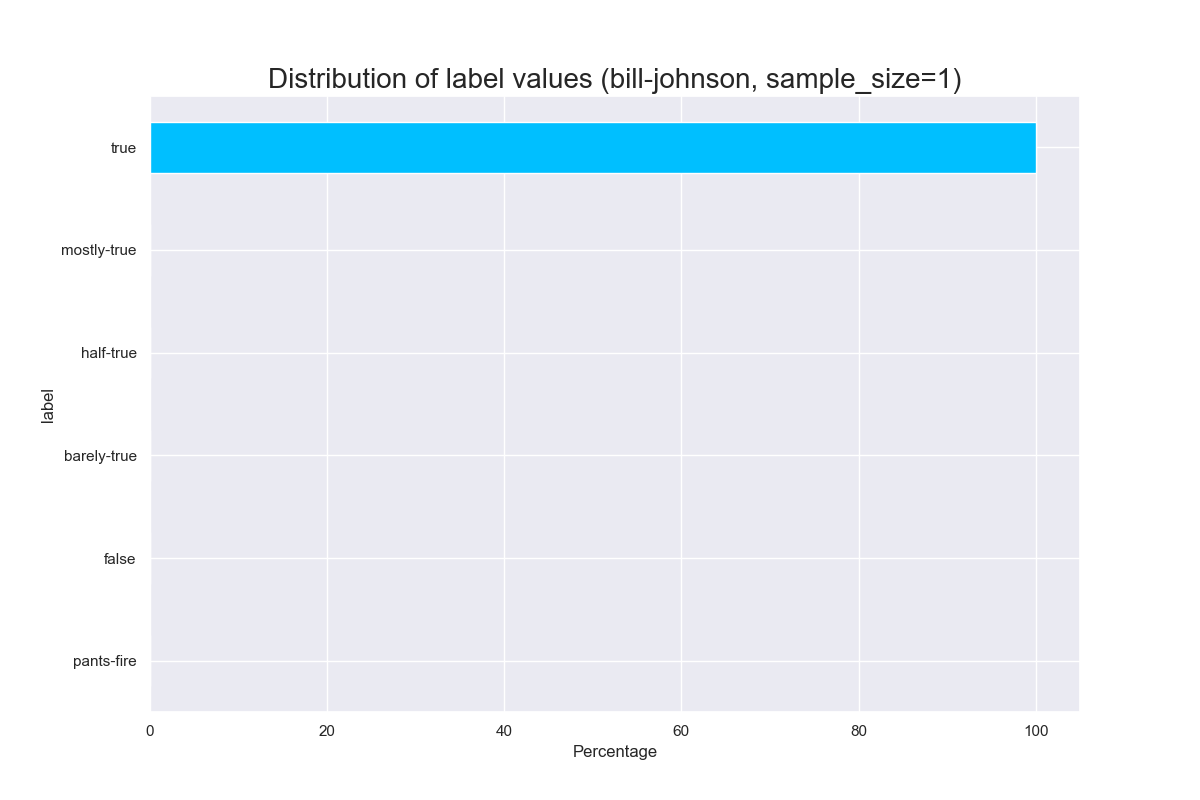 Distribution of label values (bill-johnson, sample_size=1)
true
mostly-true
half-true
barely-true
false
pants-fire
label
0 20 40 60 80 100
Percentage